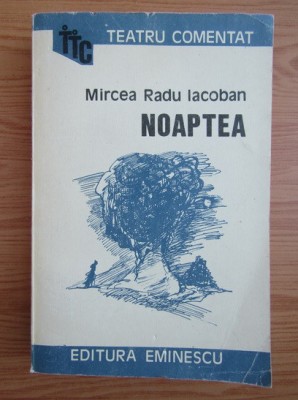 TTC
TEATRU COMENTAT
Mircea Radu Iacoban
NOAPTEA
EDITURA EMINESCU